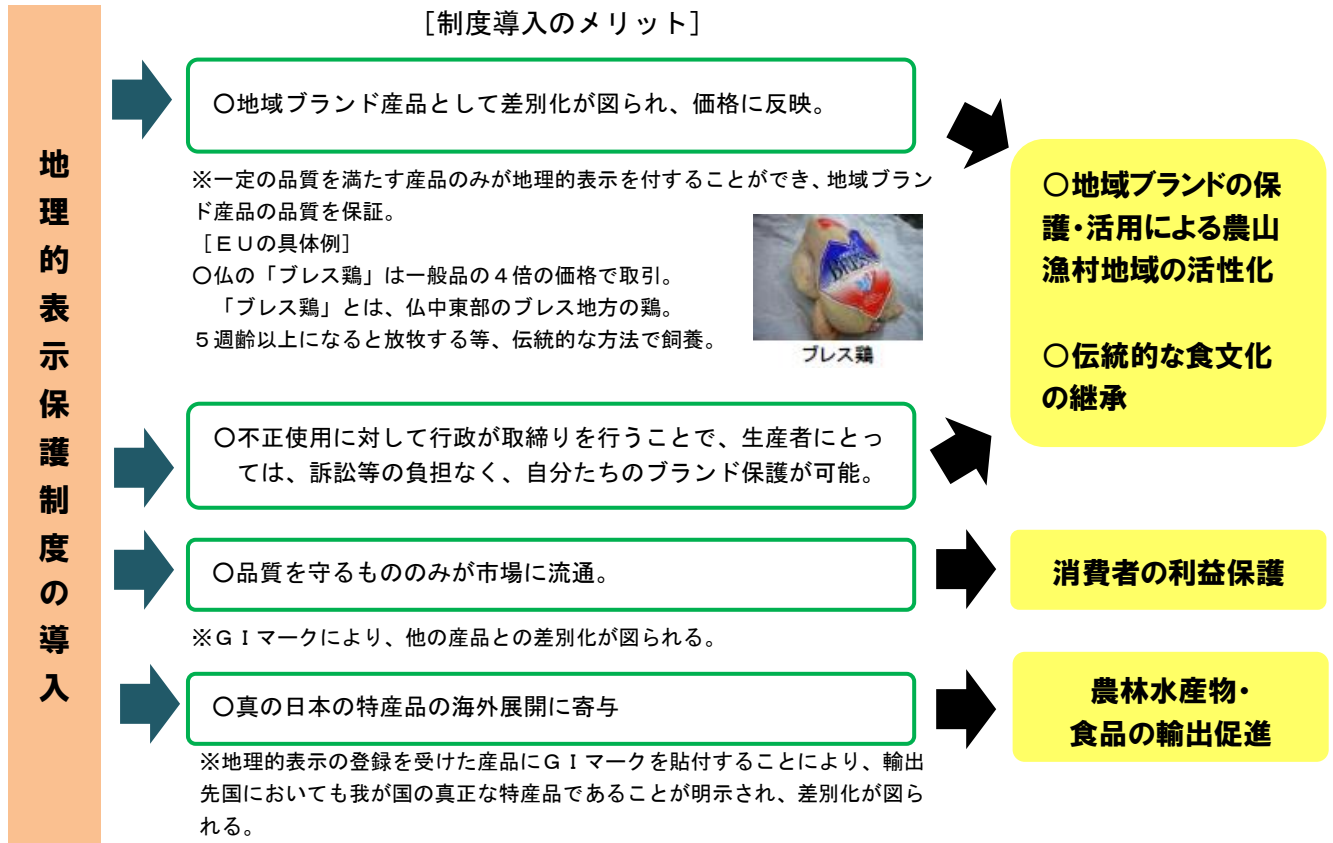 [制度導入のメリット]
地理的表示保護制度の導入
○地域ブランド産品として差別化が図られ、価格に反映。
※一定の品質を満たす産品のみが地理的表示を付することができ、地域ブラン
ド産品の品質を保証。
[ＥＵの具体例]
○仏の「ブレス鶏」は一般品の４倍の価格で取引。
「ブレス鶏」とは、仏中東部のブレス地方の鶏。
５週齢以上になると放牧する等、伝統的な方法で飼養。
ブレス鶏
○不正使用に対して行政が取締りを行うことで、生産者にとっ
ては、訴訟等の負担なく、自分たちのブランド保護が可能。
○地域ブランドの保
護・活用による農山
漁村地域の活性化
○伝統的な食文化
の継承
○品質を守るもののみが市場に流通。
※ＧＩマークにより、他の産品との差別化が図られる。
消費者の利益保護
○真の日本の特産品の海外展開に寄与
※地理的表示の登録を受けた産品にＧＩマークを貼付することにより、輸出
先国においても我が国の真正な特産品であることが明示され、差別化が図ら
れる。
農林水産物・
食品の輸出促進